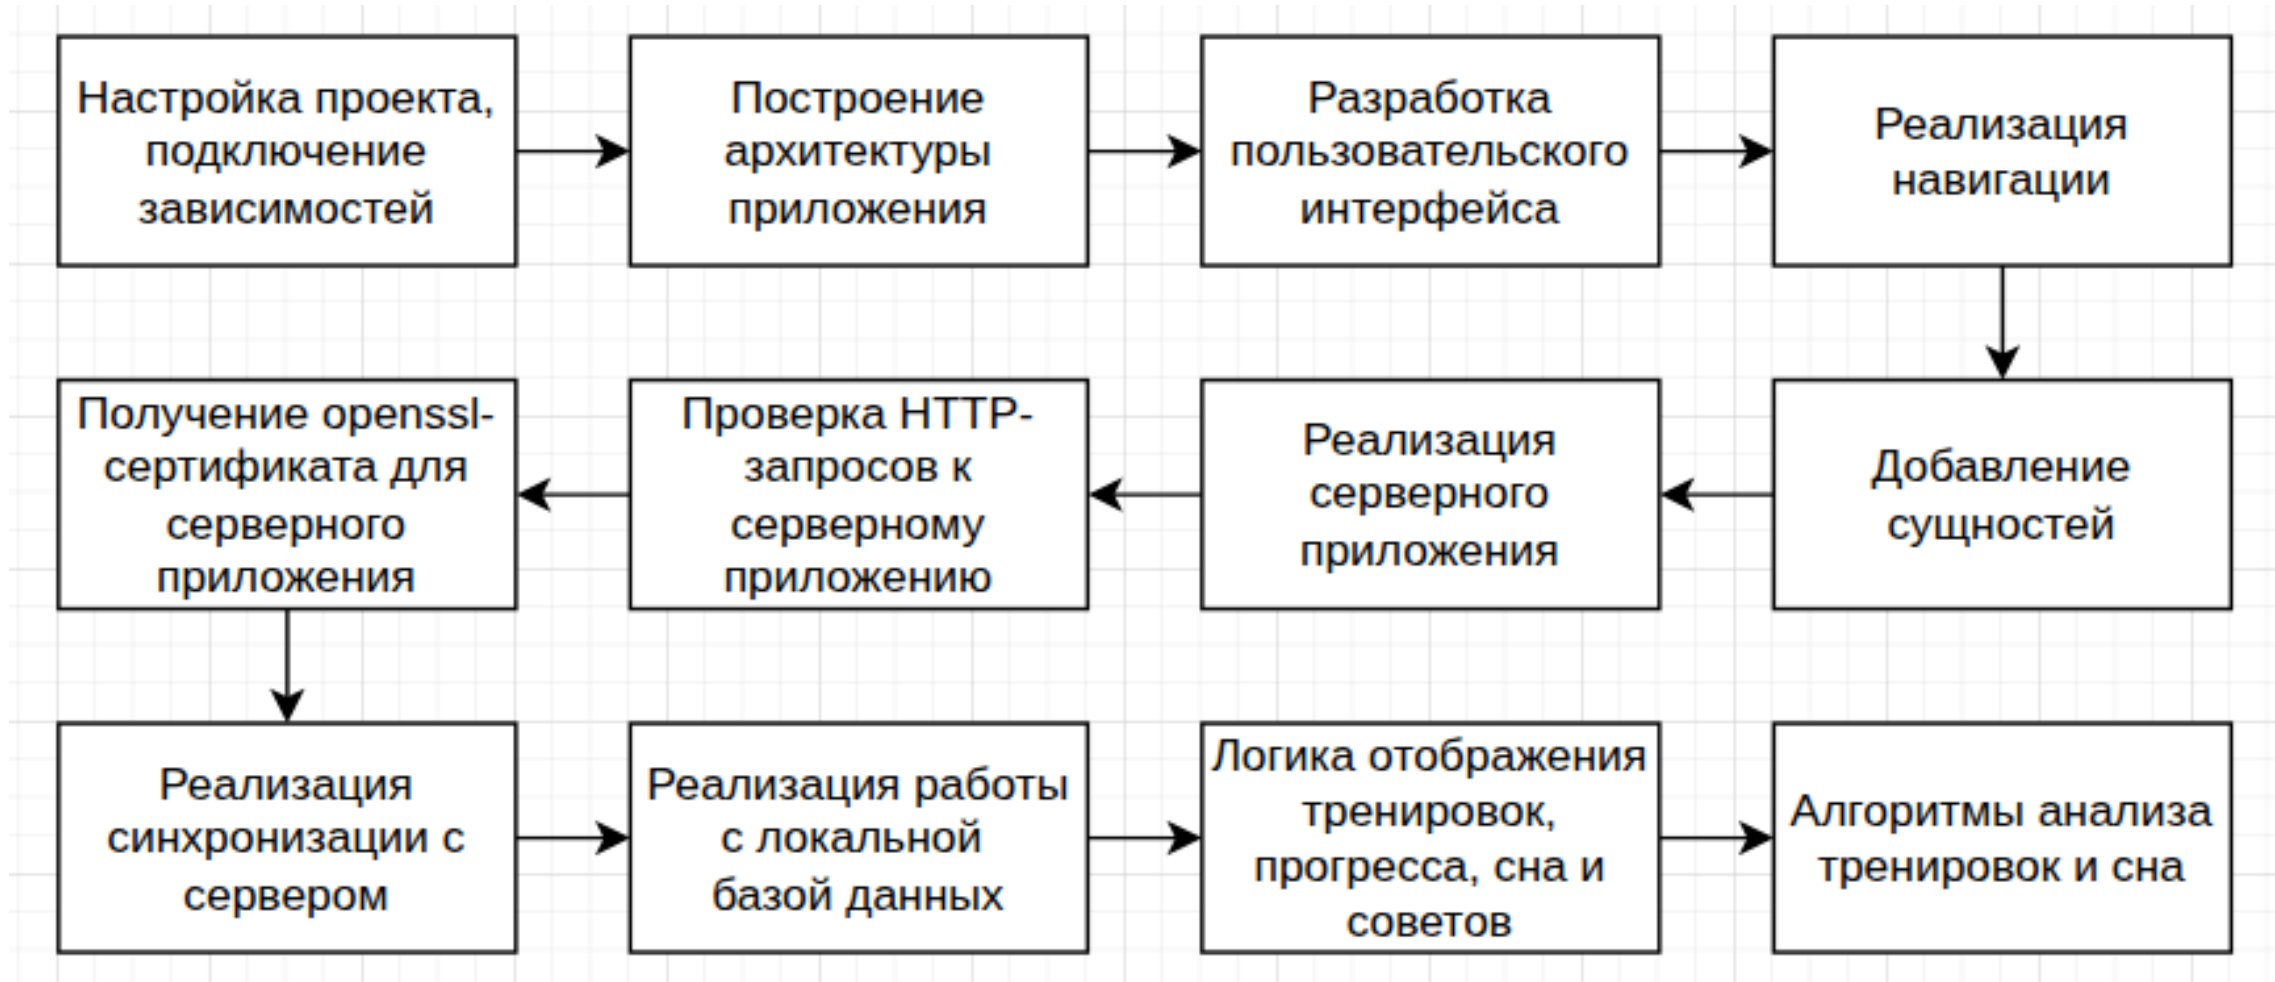 Настройка проекта,
подключение
зависимостей
Построение
архитектуры
приложения
Разработка
пользовательского
интерфейса
Реализация
навигации
Добавление
сущностей
Реализация
серверного
приложения
Проверка HTTP-
запросов к
серверному
приложению
Получение openssl-
сертификата для
серверного
приложения
Реализация
синхронизации с
сервером
Реализация работы
с локальной
базой данных
Логика отображения
тренировок,
прогресса, сна и
советов
Алгоритмы анализа
тренировок и сна